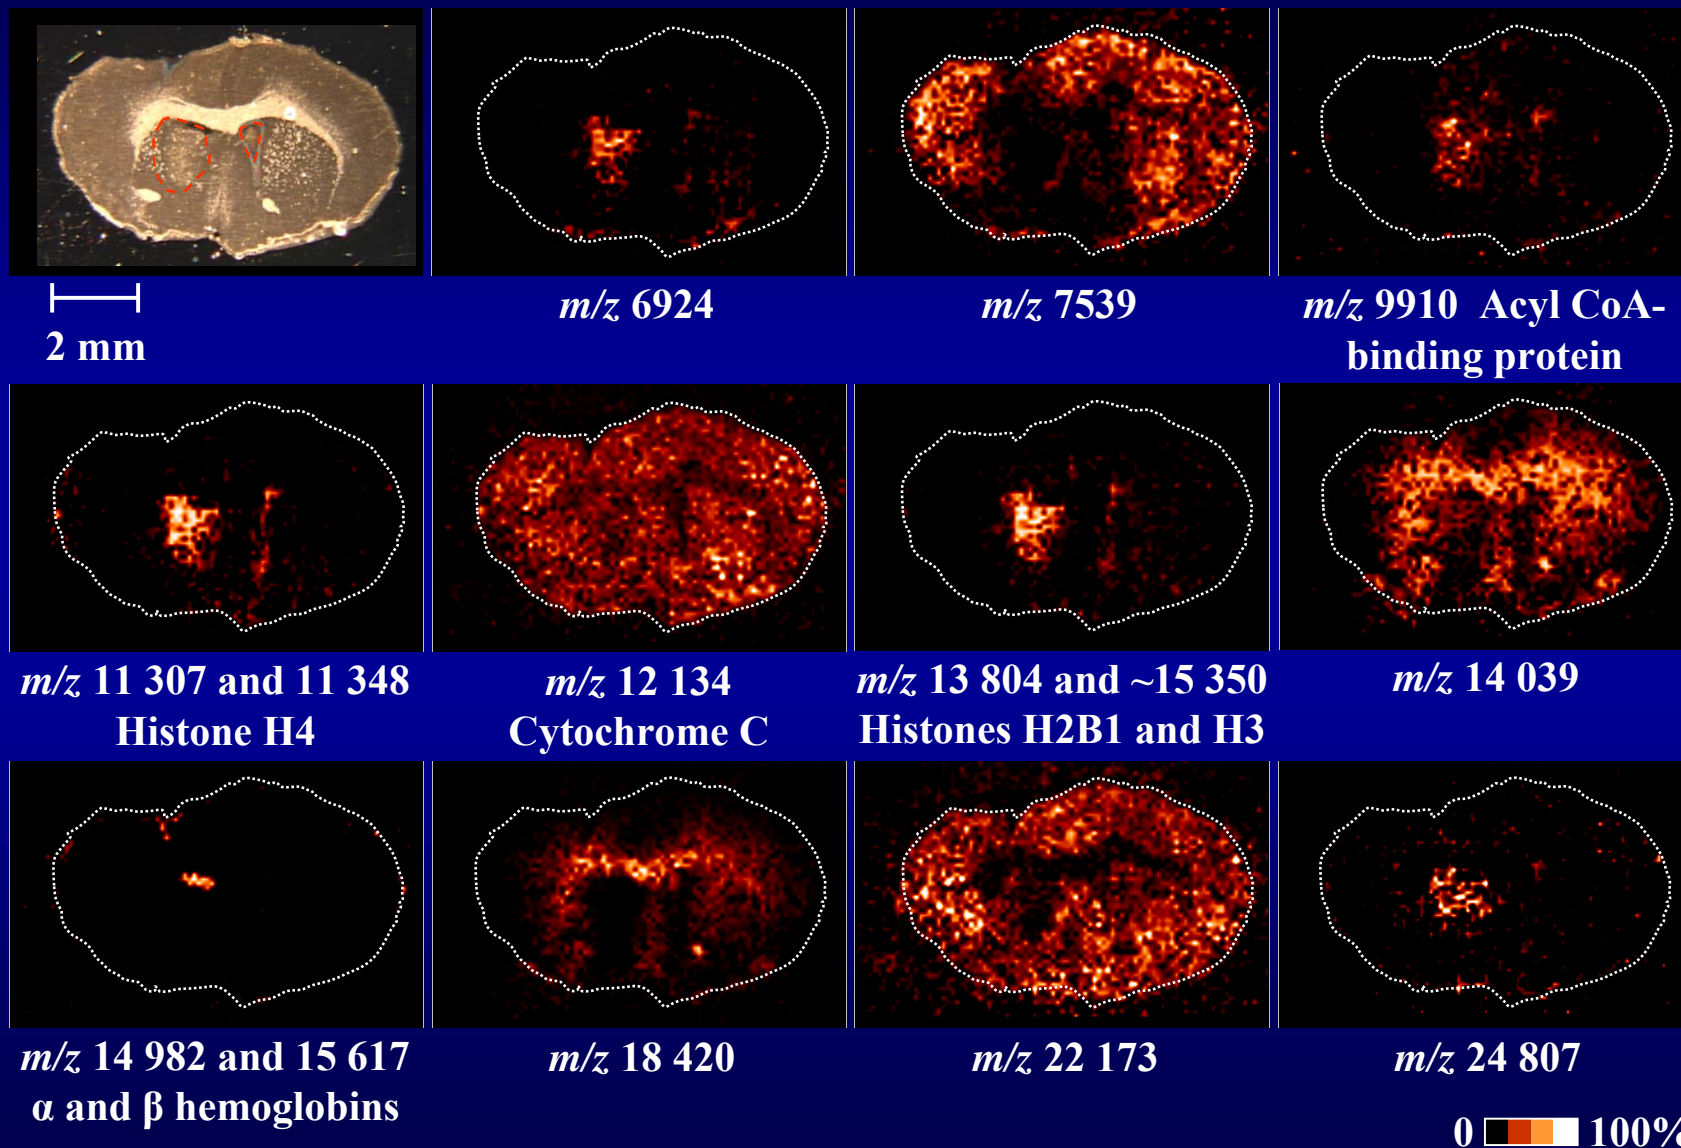 m/z 6924
m/z 7539
m/z 9910 Acyl CoA-
binding protein
2 mm
m/z 11 307 and 11 348
Histone H4
m/z 12 134
Cytochrome C
m/z 13 804 and ~15 350
Histones H2B1 and H3
m/z 14 039
m/z 14 982 and 15 617
α and β hemoglobins
m/z 18 420
m/z 22 173
m/z 24 807
0 100%